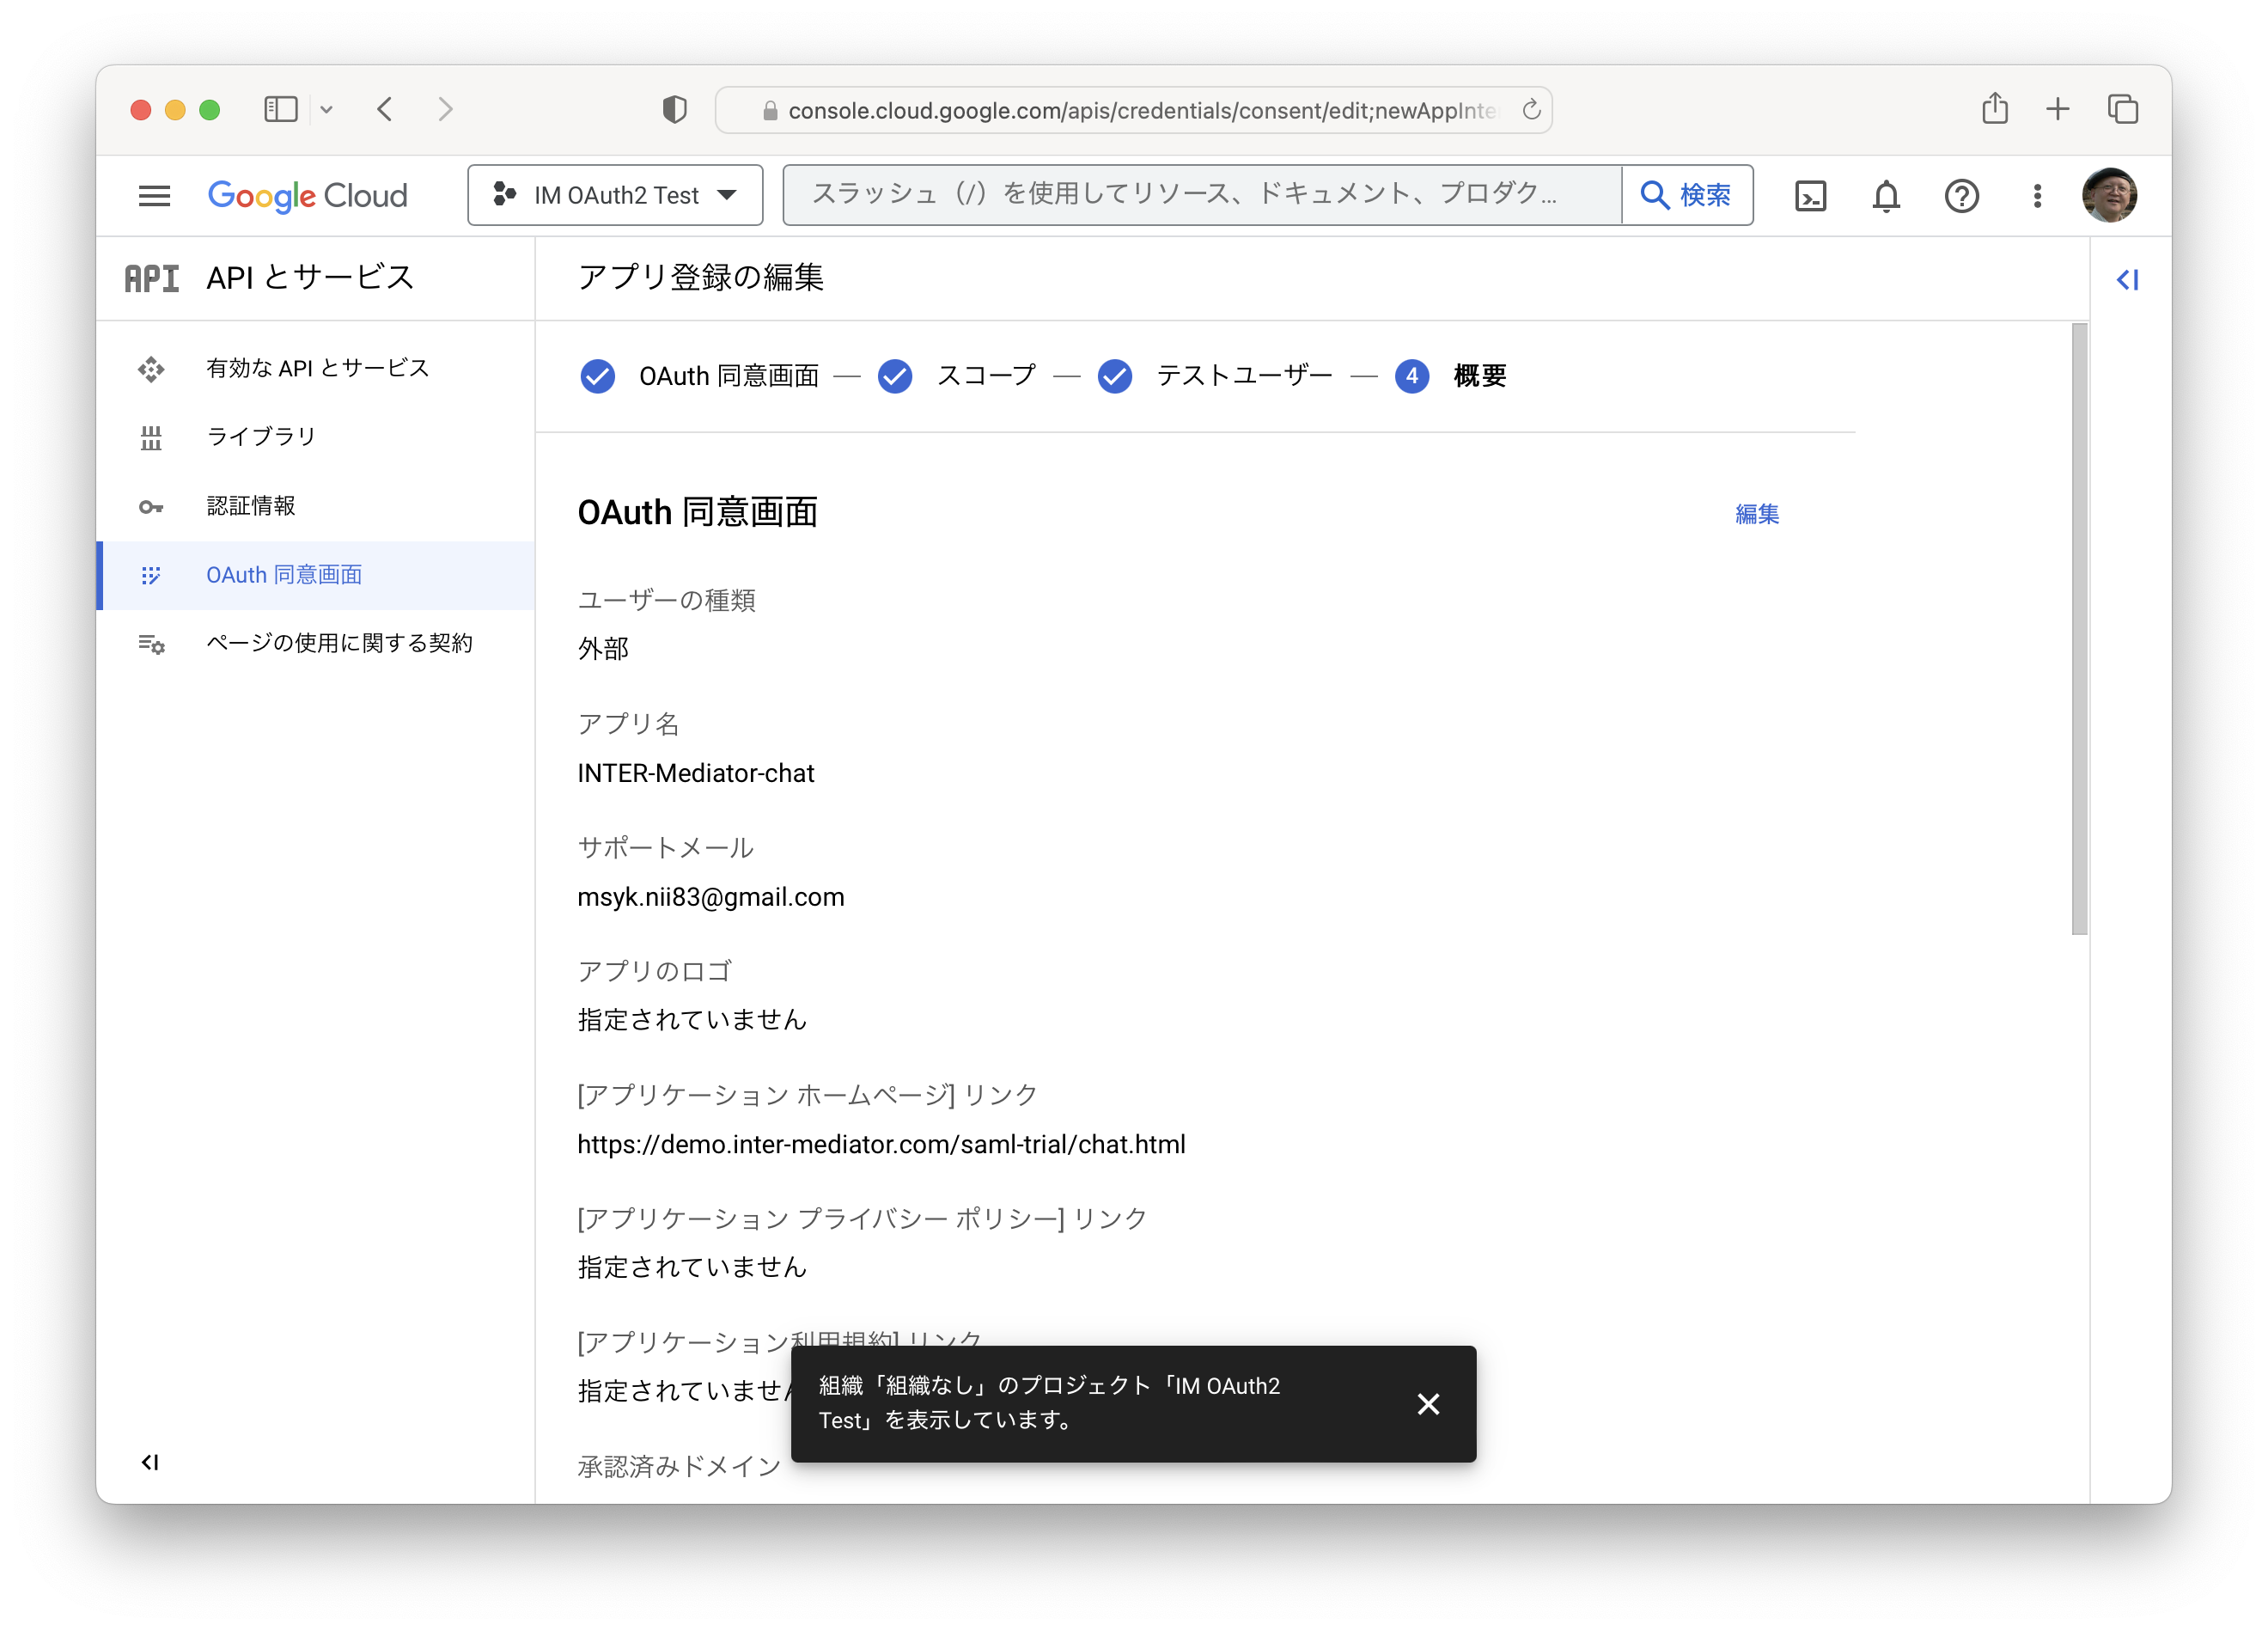 console.cloud.google.com/apis/credentials/consent/edit;newAppInte
Google Cloud
IM OAuth2 Test
スラッシュ（/）を使用してリソース、ドキュメント、プロダク...
検索
API API とサービス
有効な API とサービス
ライブラリ
認証情報
OAuth 同意画面
ページの使用に関する契約
アプリ登録の編集
OAuth 同意画面 — スコープ — テストユーザー — 4 概要
OAuth 同意画面
編集
ユーザーの種類
外部
アプリ名
INTER-Mediator-chat
サポートメール
msyk.nii83@gmail.com
アプリのロゴ
指定されていません
[アプリケーション ホームページ] リンク
https://demo.inter-mediator.com/saml-trial/chat.html
[アプリケーション プライバシー ポリシー] リンク
指定されていません
[アプリケーション利用規約] リンク
指定されていません
承認済みドメイン
組織「組織なし」のプロジェクト「IM OAuth2
Test」を表示しています。